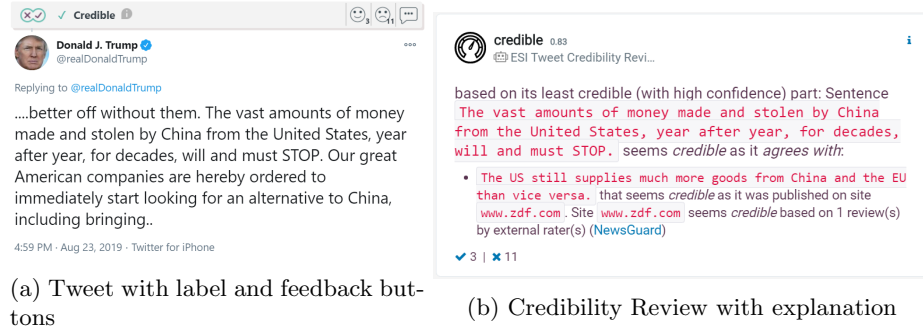 ✓ Credible
3
11
Donald J. Trump
@realDonaldTrump
Replying to @realDonaldTrump
....better off without them. The vast amounts of money
made and stolen by China from the United States, year
after year, for decades, will and must STOP. Our great
American companies are hereby ordered to
immediately start looking for an alternative to China,
including bringing..
4:59 PM · Aug 23, 2019 · Twitter for iPhone
(a) Tweet with label and feedback but-
tons
credible 0.83
ESI Tweet Credibility Revi...
based on its least credible (with high confidence) part: Sentence
The vast amounts of money made and stolen by China
from the United States, year after year, for decades,
will and must STOP. seems credible as it agrees with:
• The US still supplies much more goods from China and the EU
than vice versa. that seems credible as it was published on site
www.zdf.com . Site www.zdf.com seems credible based on 1 review(s)
by external rater(s) (NewsGuard)
✔ 3 | ✖ 11
(b) Credibility Review with explanation